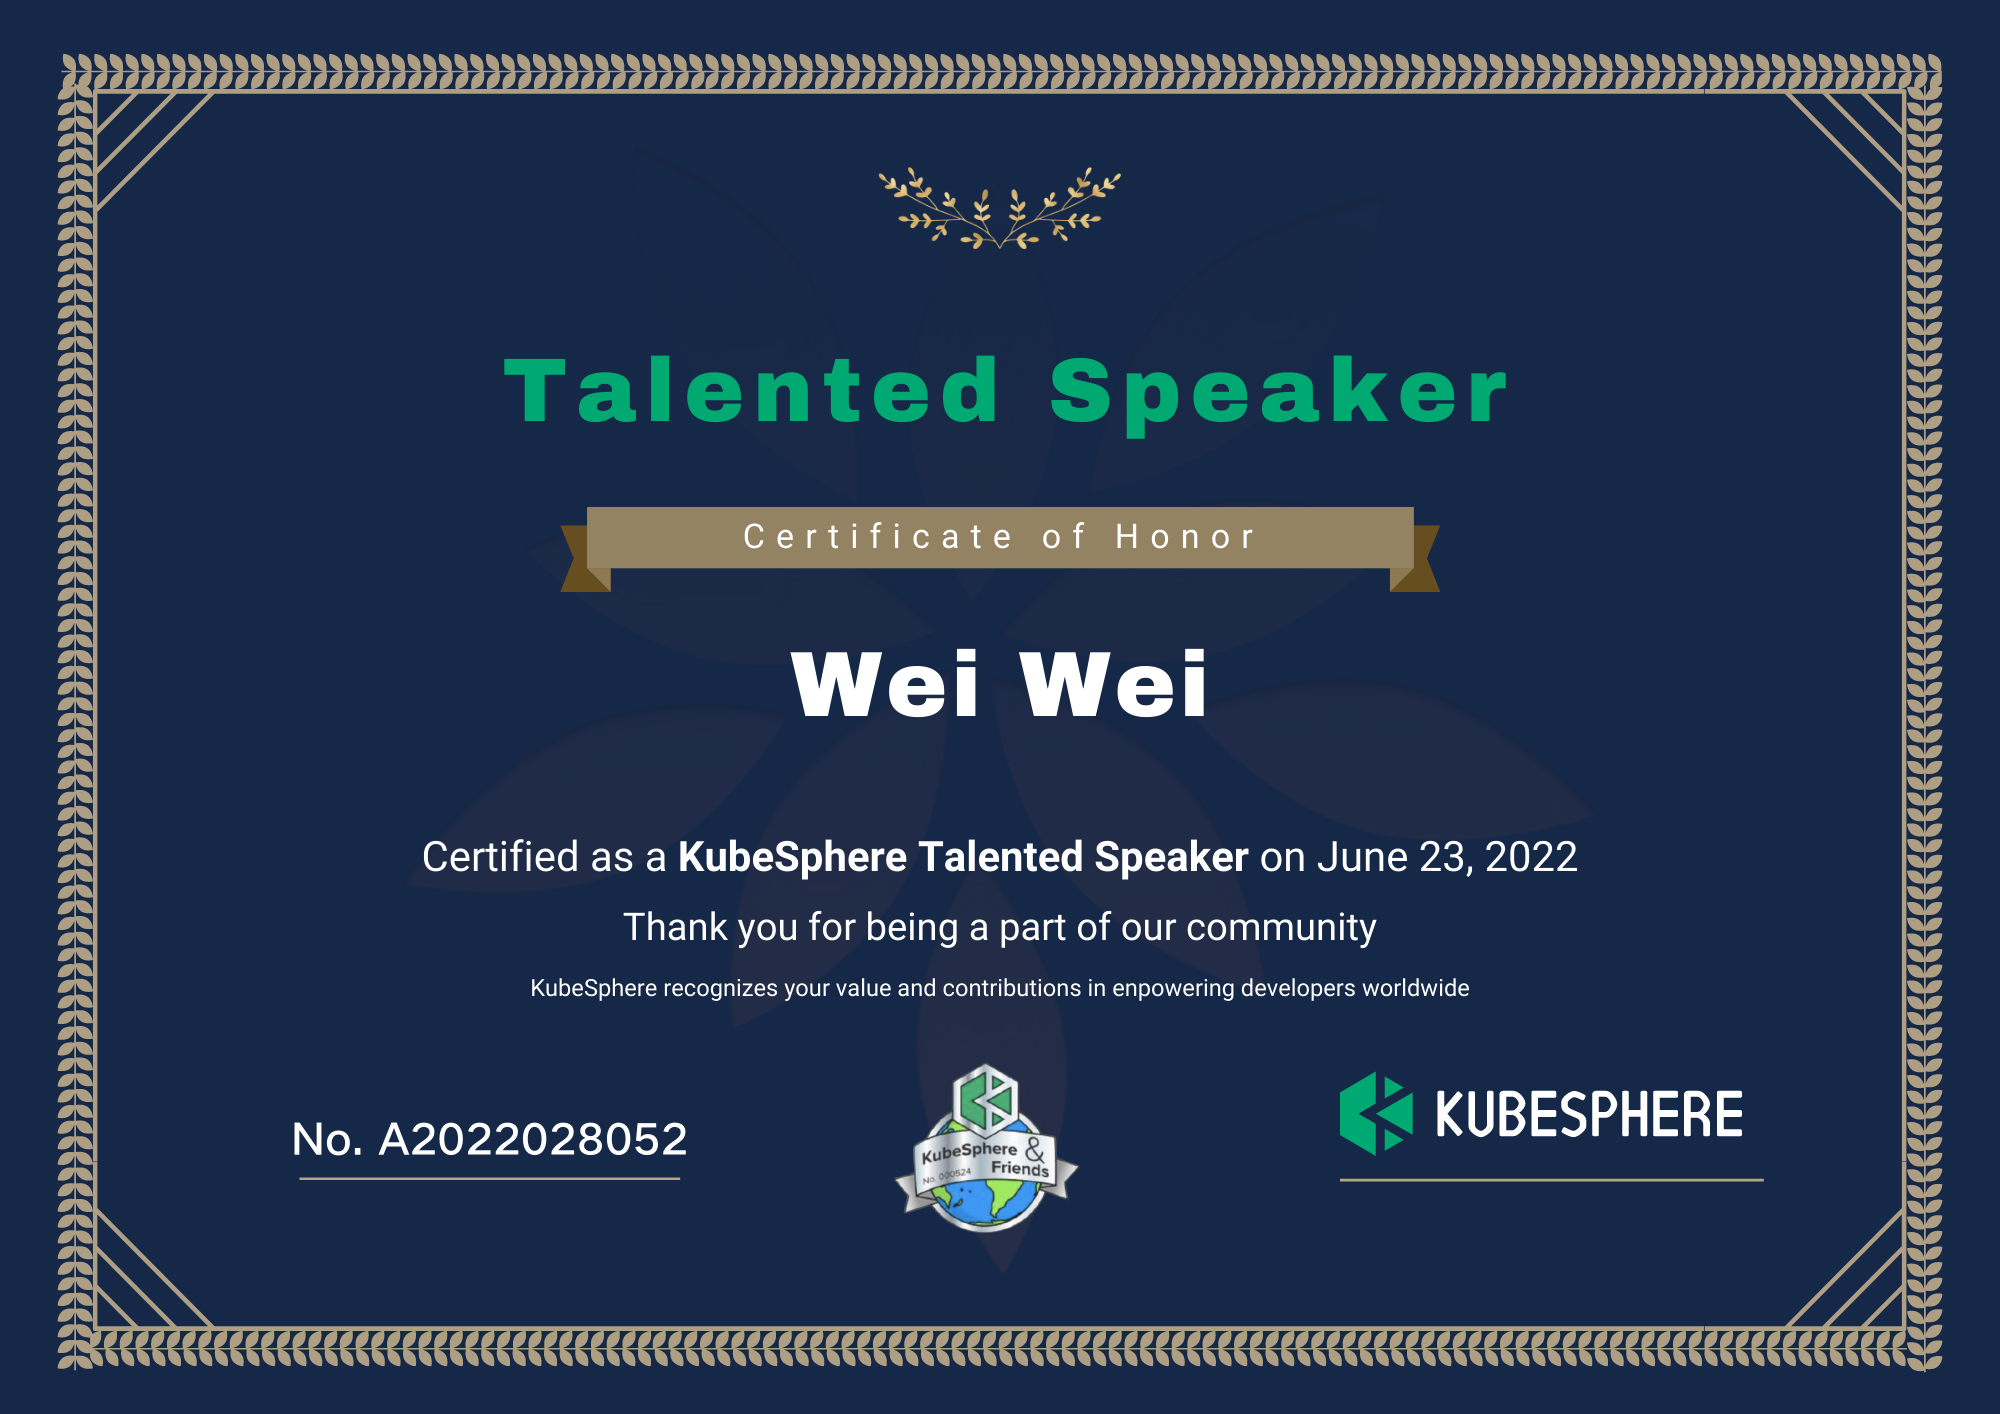 Talented Speaker
Certificate of Honor
Wei Wei
Certified as a KubeSphere Talented Speaker on June 23, 2022
Thank you for being a part of our community
KubeSphere recognizes your value and contributions in enpowering developers worldwide
No. A2022028052
KubeSphere &
Friends
No. 000524
KUBESPHERE